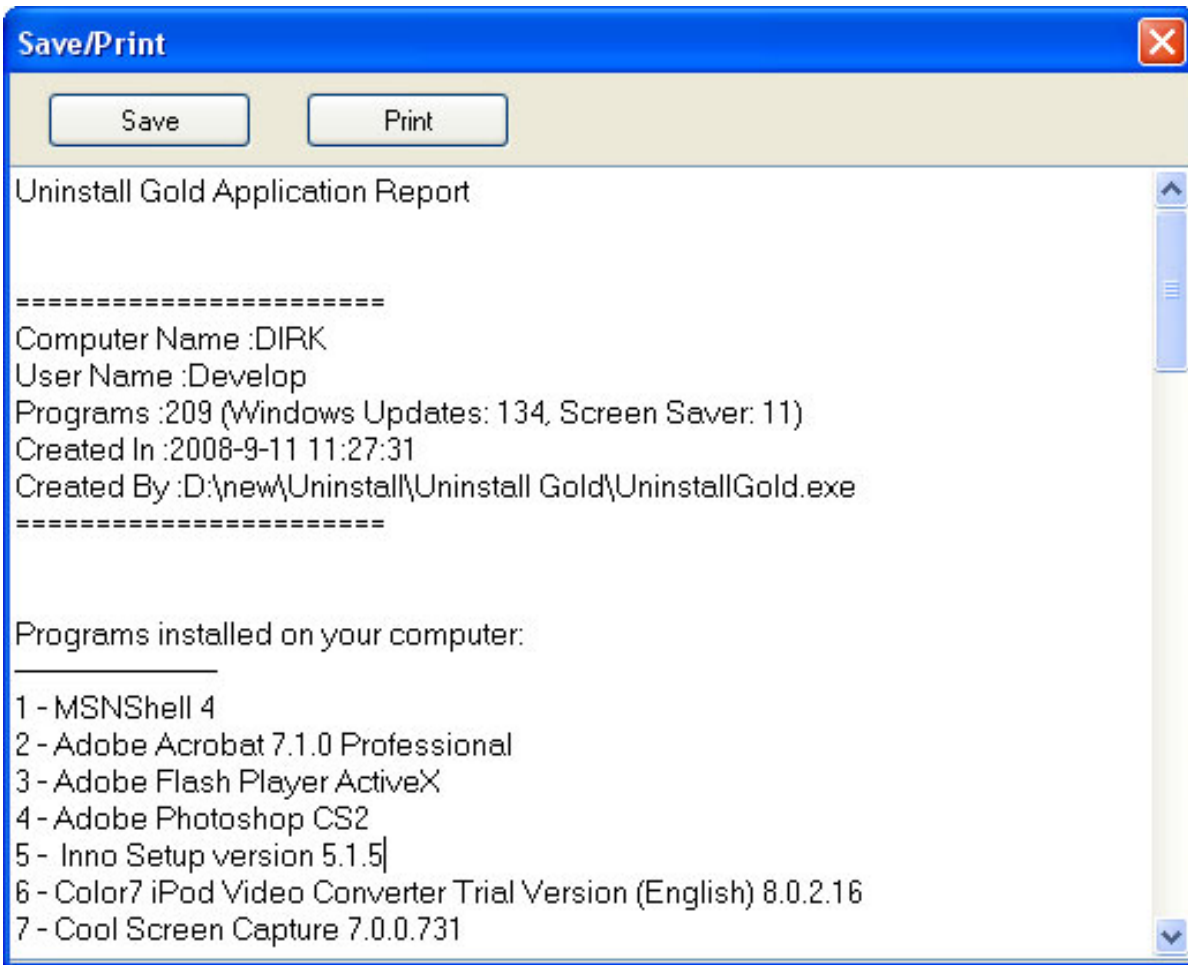 Save/Print
Save Print
Uninstall Gold Application Report
=======================
Computer Name :DIRK
User Name :Develop
Programs :209 (Windows Updates: 134, Screen Saver: 11)
Created In :2008-9-11 11:27:31
Created By :D:\new\Uninstall\Uninstall Gold\UninstallGold.exe
=======================
Programs installed on your computer:
1 - MSNShell 4
2 - Adobe Acrobat 7.1.0 Professional
3 - Adobe Flash Player ActiveX
4 - Adobe Photoshop CS2
5 -  Inno Setup version 5.1.5
6 - Color7 iPod Video Converter Trial Version (English) 8.0.2.16
7 - Cool Screen Capture 7.0.0.731